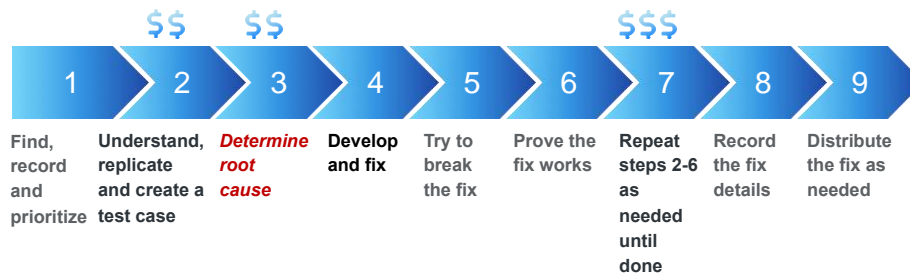 $$
$$
$$$
1
2
3
4
5
6
7
8
9
Find,
record
and
prioritize
Understand,
replicate
and create a
test case
Determine
root
cause
Develop
and fix
Try to
break
the fix
Prove the
fix works
Repeat
steps 2-6
as
needed
until
done
Record
the fix
details
Distribute
the fix as
needed